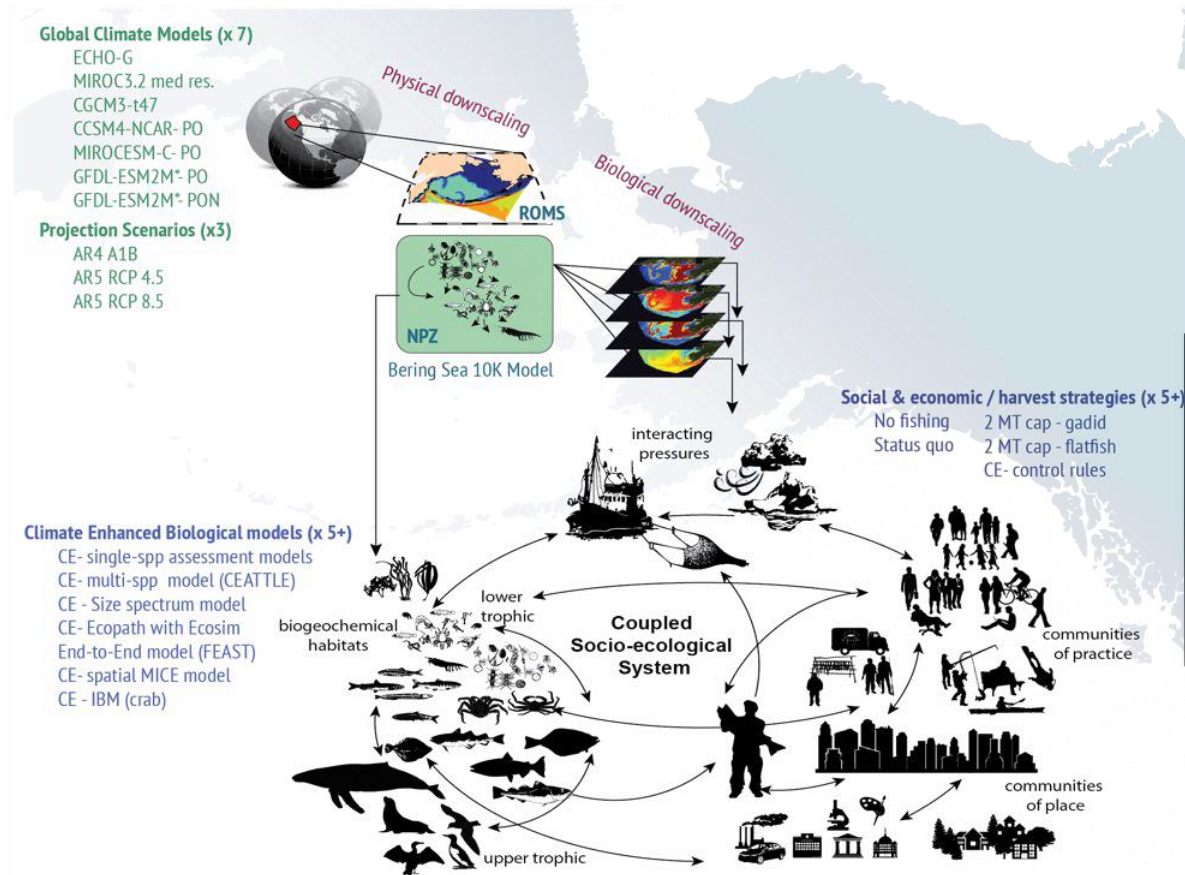 Global Climate Models (x 7)
ECHO-G
MIROC3.2 med res.
CGCM3-t47
CCSM4-NCAR- PO
MIROCESM-C- PO
GFDL-ESM2M*- PO
GFDL-ESM2M*- PON
Projection Scenarios (x3)
AR4 A1B
AR5 RCP 4.5
AR5 RCP 8.5
Physical downscaling
ROMS
Biological downscaling
NPZ
Bering Sea 10K Model
Social & economic / harvest strategies (x 5+)
No fishing 2 MT cap - gadid
Status quo 2 MT cap - flatfish
CE- control rules
interacting
pressures
Climate Enhanced Biological models (x 5+)
CE- single-spp assessment models
CE- multi-spp model (CEATTLE)
CE - Size spectrum model
CE- Ecopath with Ecosim
End-to-End model (FEAST)
CE- spatial MICE model
CE - IBM (crab)
biogeochemical
habitats
lower
trophic
Coupled
Socio-ecological
System
communities
of practice
communities
of place
upper trophic